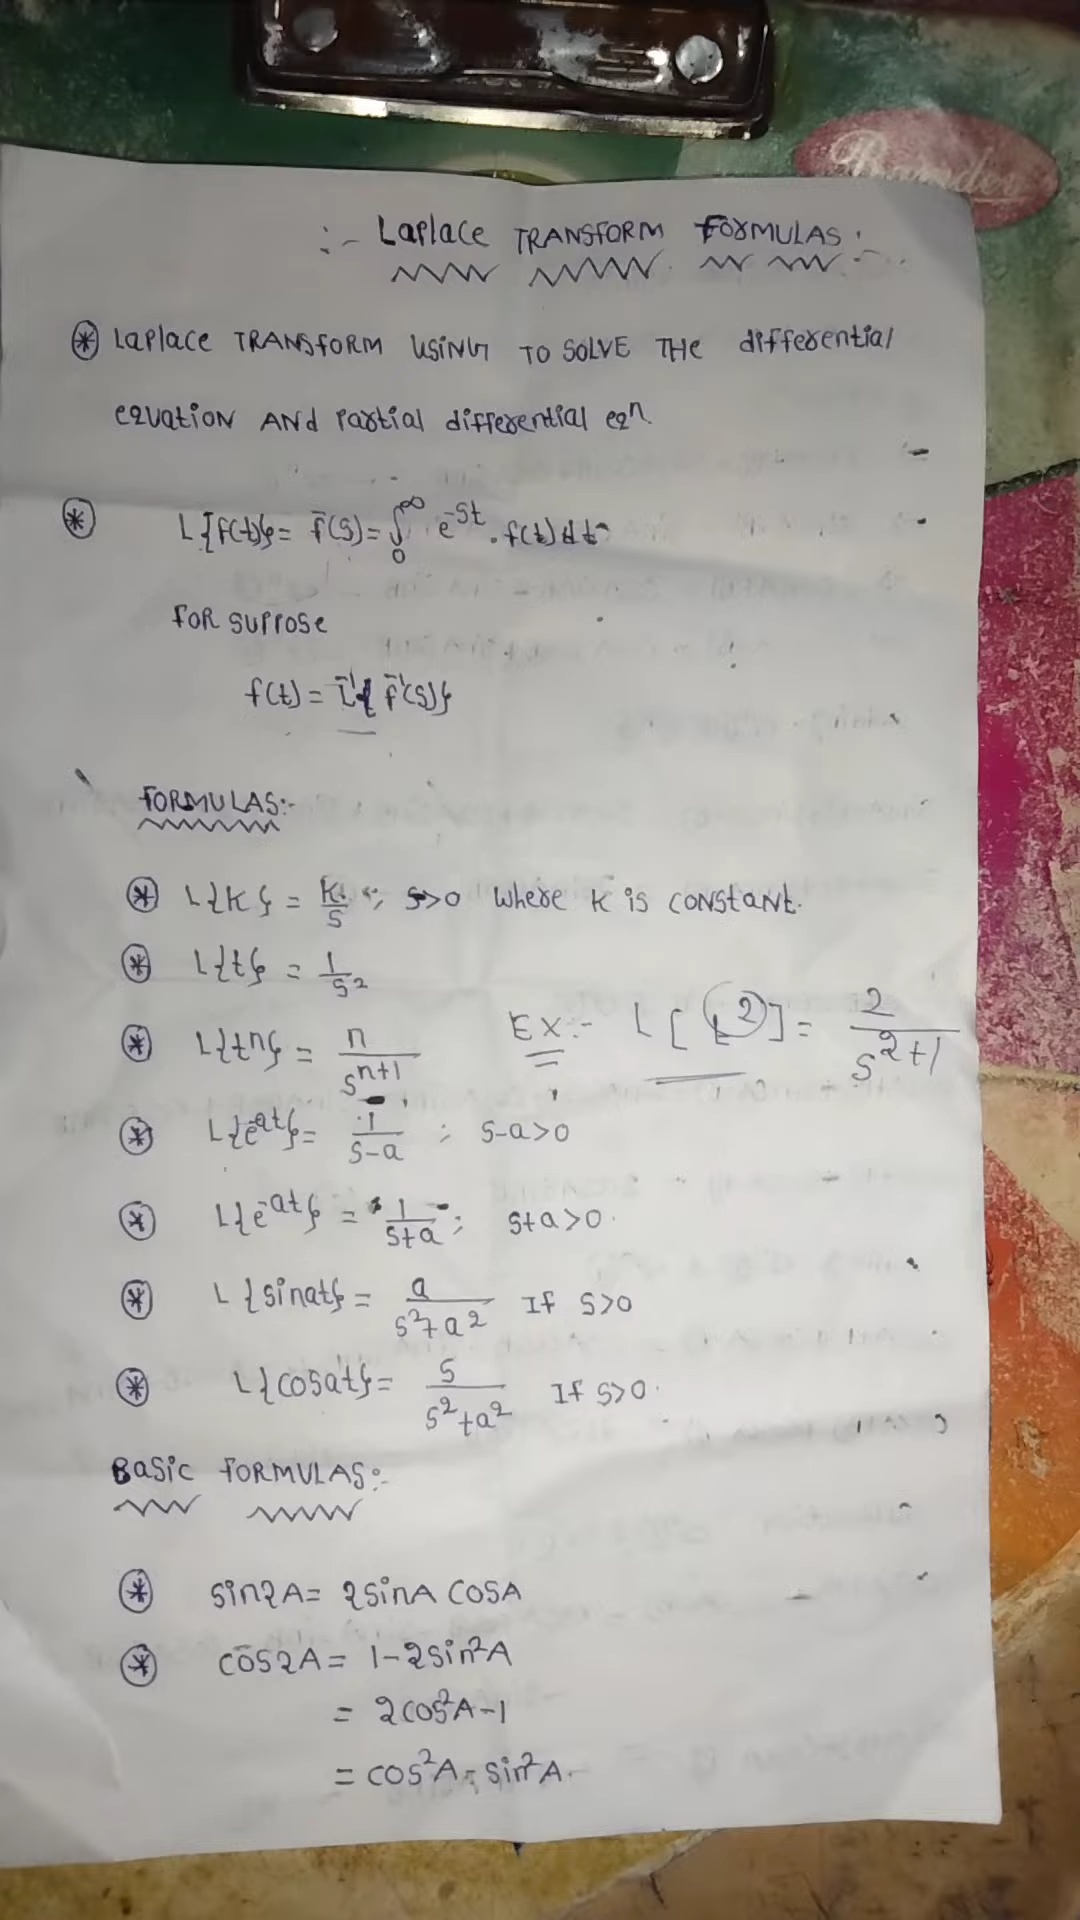 :- Laplace TRANSFORM FORMULAS :-
* Laplace TRANSFORM USING TO SOLVE THE differential
equation AND Partial differential eqn.
* L{f(t)} = f̄(s) = ∫₀^∞ e^-st . f(t) dt
FOR SUPPOSE
f(t) = L⁻¹{ f̄¹(s)}
FORMULAS:-
* L{K} = K/s ; s>0 where K is constant.
* L{t} = 1/s²
* L{t^n} = n/s^(n+1) EX:- L[t²] = 2/s^(2+1)
* L{e^-at} = 1/(s-a) ; s-a>0
* L{e^-at} = 1/(s+a) ; s+a>0.
* L{sinat} = a/(s²+a²) If s>0
* L{cosat} = s/(s²+a²) If s>0.
BASIC FORMULAS:-
* sin2A = 2sinA COSA
* cos2A = 1-2sin²A
= 2cos²A-1
= cos²A-sin²A.